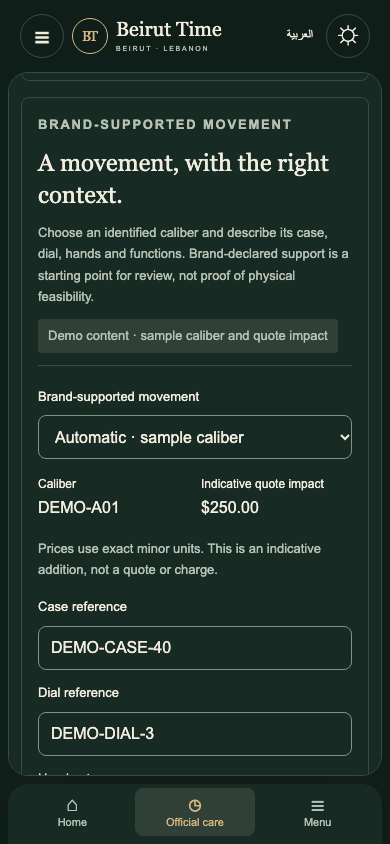 BT
Beirut Time
BEIRUT · LEBANON
العربية
BRAND-SUPPORTED MOVEMENT
A movement, with the right
context.
Choose an identified caliber and describe its case,
dial, hands and functions. Brand-declared support is a
starting point for review, not proof of physical
feasibility.
Demo content · sample caliber and quote impact
Brand-supported movement
Automatic · sample caliber
Caliber
Indicative quote impact
DEMO-A01
$250.00
Prices use exact minor units. This is an indicative
addition, not a quote or charge.
Case reference
DEMO-CASE-40
Dial reference
DEMO-DIAL-3
Home
Official care
Menu